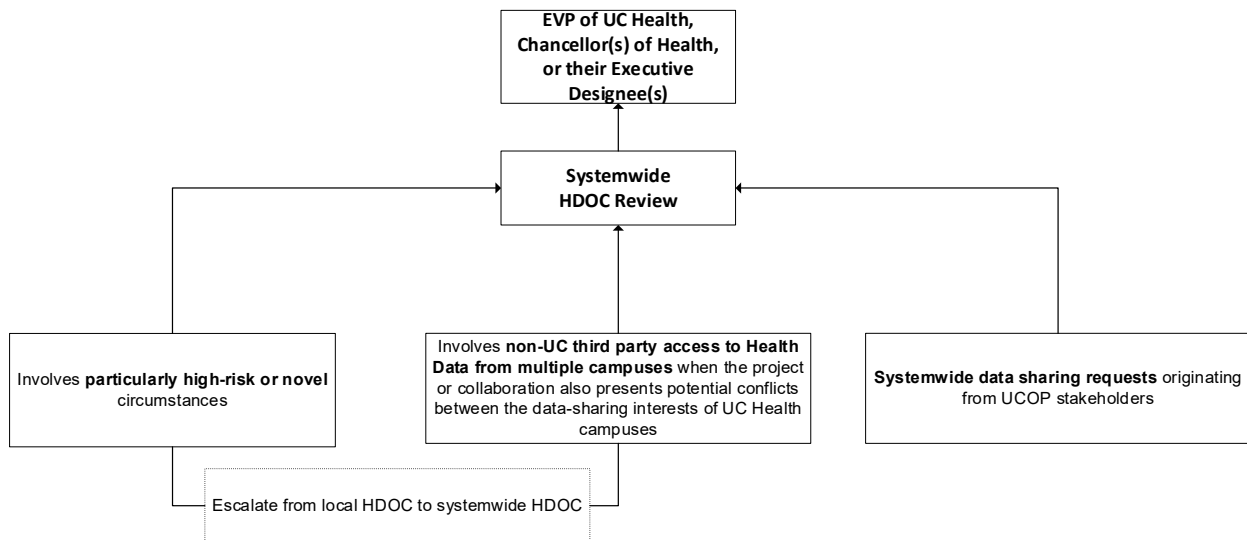 EVP of UC Health,
Chancellor(s) of Health,
or their Executive
Designee(s)
Systemwide
HDOC Review
Involves particularly high-risk or novel
circumstances
Involves non-UC third party access to Health
Data from multiple campuses when the project
or collaboration also presents potential conflicts
between the data-sharing interests of UC Health
campuses
Systemwide data sharing requests originating
from UCOP stakeholders
Escalate from local HDOC to systemwide HDOC